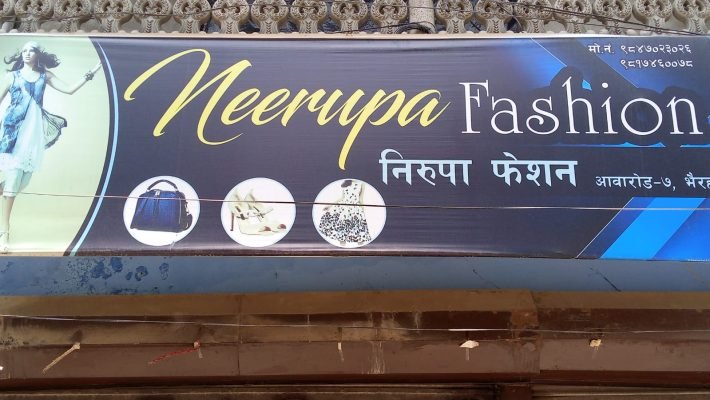 मो.नं. ९८४७०२३०२६
९८१७४६००७८
Neerupa Fashion
निरुपा फेशन
आवारोड-७, भैरह